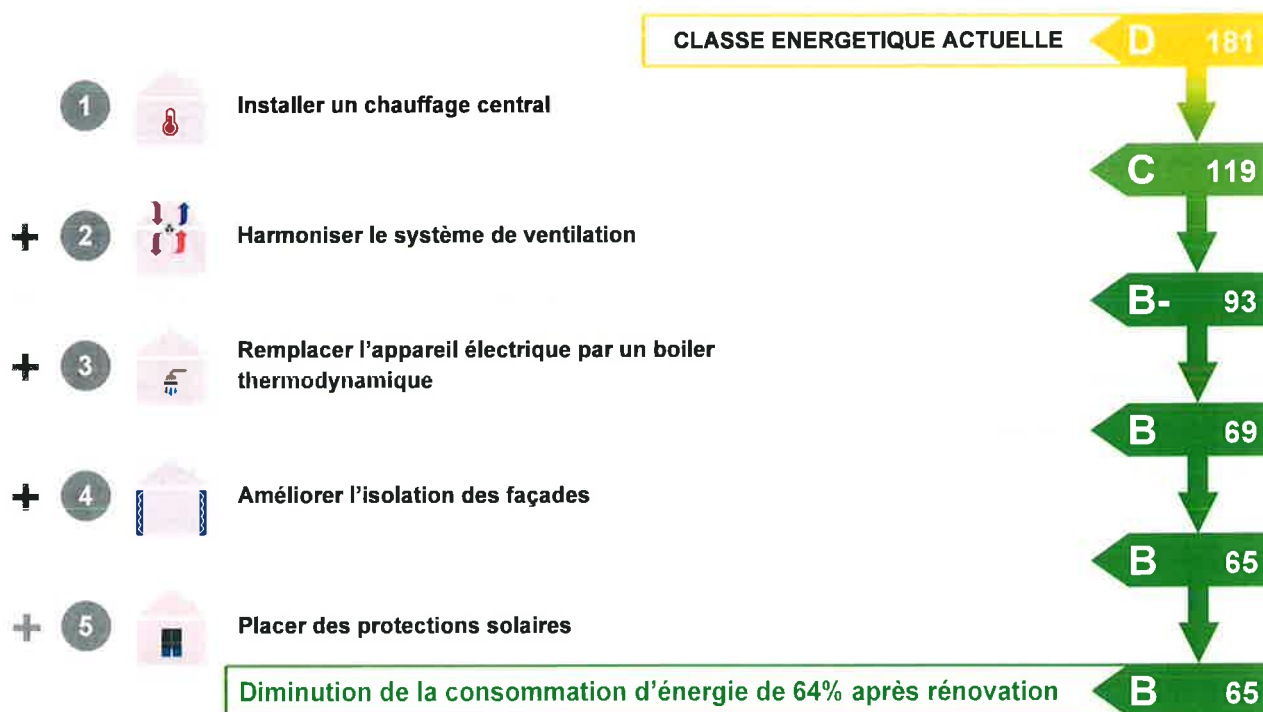 CLASSE ENERGETIQUE ACTUELLE D 181
1 Installer un chauffage central
C 119
+ 2 Harmoniser le système de ventilation
B- 93
+ 3 Remplacer l'appareil électrique par un boiler
thermodynamique
B 69
+ 4 Améliorer l'isolation des façades
B 65
+ 5 Placer des protections solaires
Diminution de la consommation d'énergie de 64% après rénovation B 65